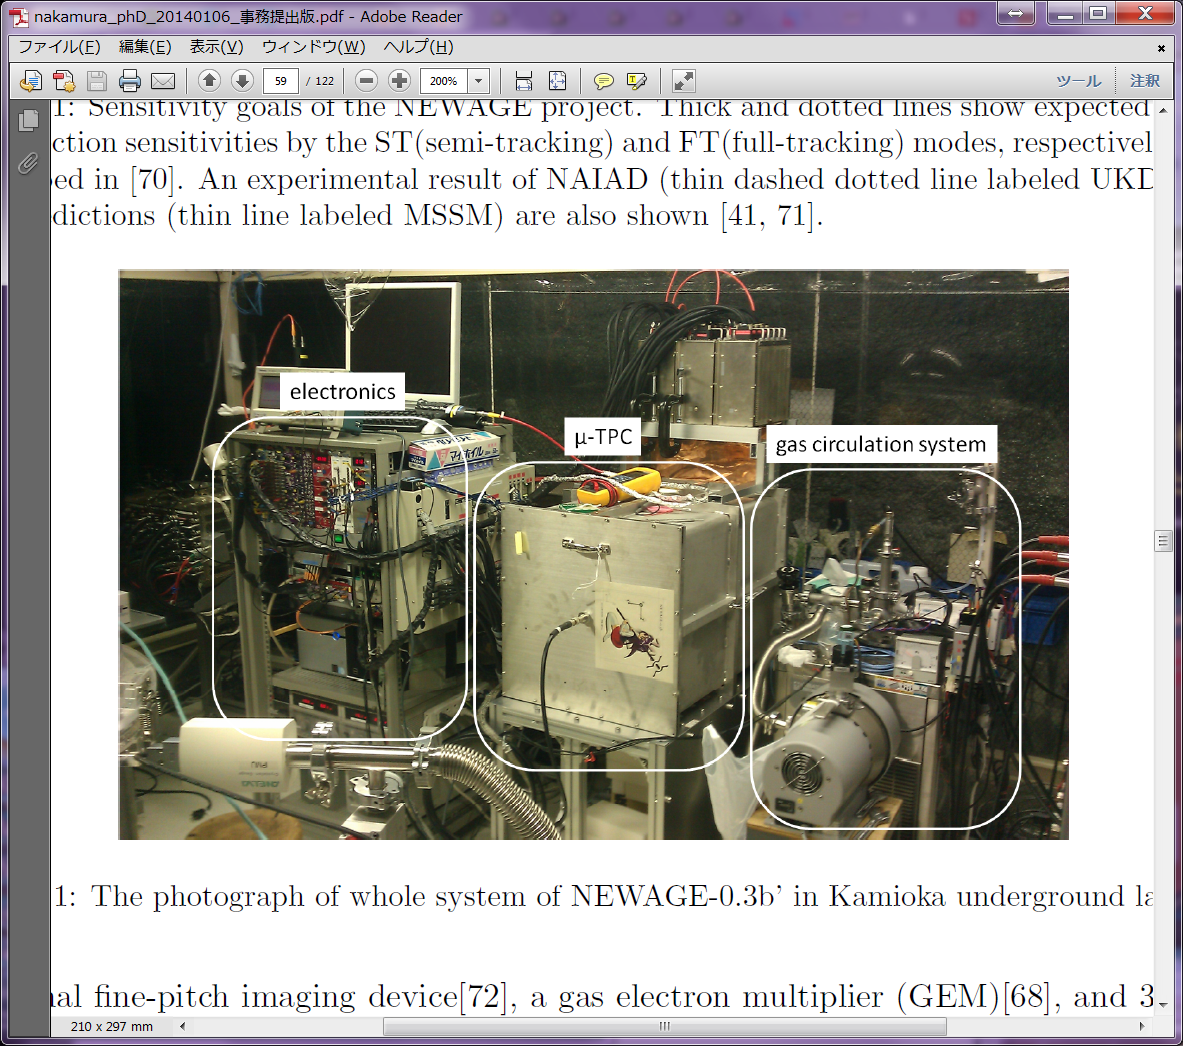 nakamura_phD_20140106_事務提出版.pdf - Adobe Reader
ファイル(F) 編集(E) 表示(V) ウィンドウ(W) ヘルプ(H)
59 / 122 200% ツール 注釈
1: Sensitivity goals of the NEWAGE project. Thick and dotted lines show expected
ction sensitivities by the ST(semi-tracking) and FT(full-tracking) modes, respectivel
ed in [70]. An experimental result of NAIAD (thin dashed dotted line labeled UKD
dictions (thin line labeled MSSM) are also shown [41, 71].
electronics
μ-TPC
gas circulation system
1: The photograph of whole system of NEWAGE-0.3b' in Kamioka underground la
al fine-pitch imaging device[72], a gas electron multiplier (GEM)[68], and 3
210 x 297 mm